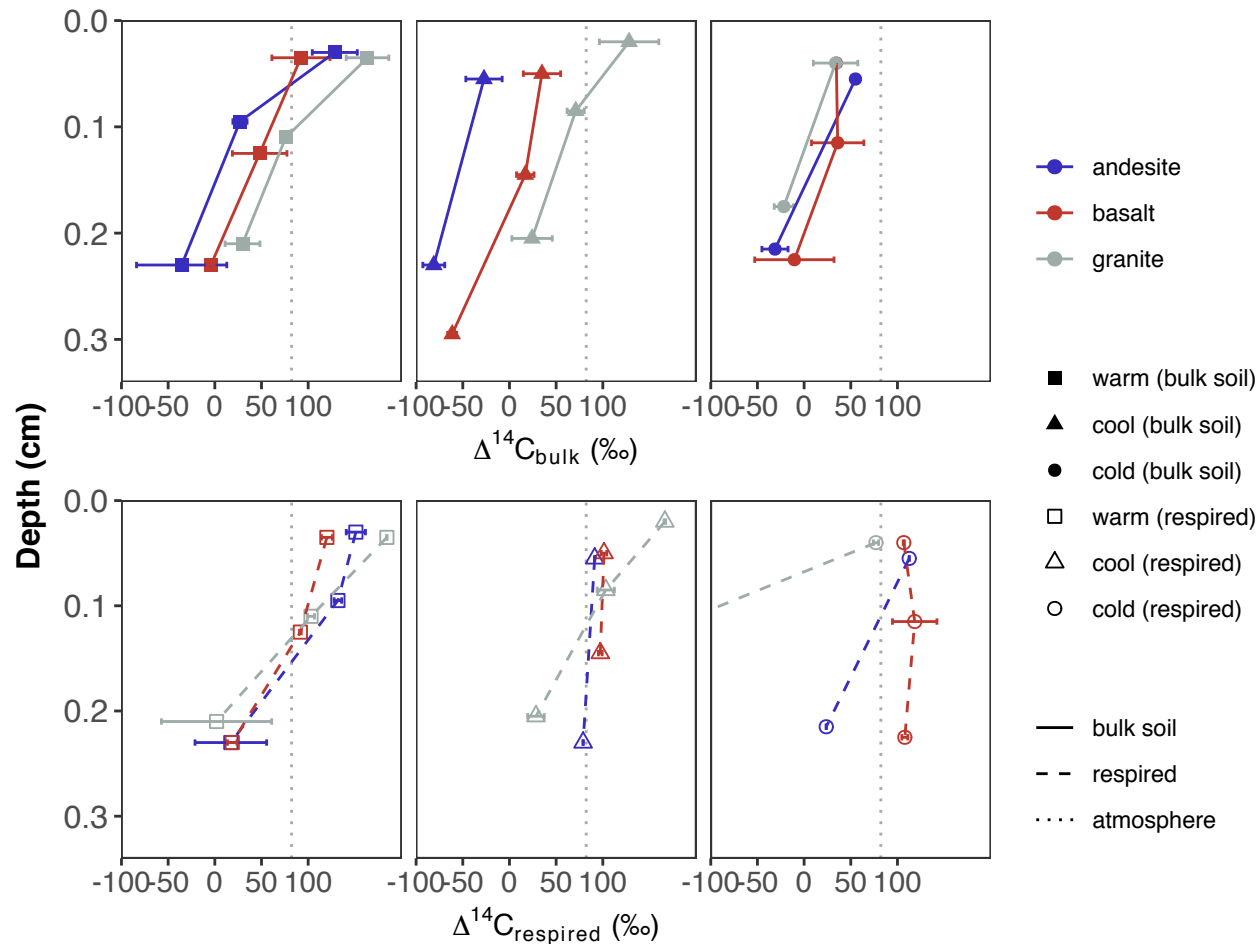 0.0
0.1
0.2
0.3
-100 -50 0 50 100
-100 -50 0 50 100
-100 -50 0 50 100
Δ¹⁴C_bulk (‰)
Depth (cm)
0.0
0.1
0.2
0.3
-100 -50 0 50 100
-100 -50 0 50 100
-100 -50 0 50 100
Δ¹⁴C_respired (‰)
andesite
basalt
granite
warm (bulk soil)
cool (bulk soil)
cold (bulk soil)
warm (respired)
cool (respired)
cold (respired)
bulk soil
respired
atmosphere